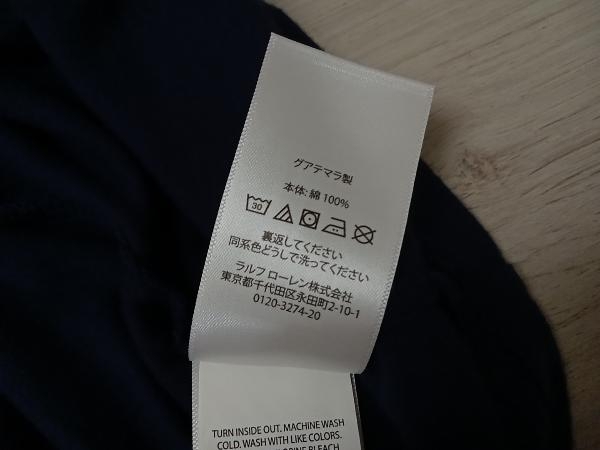 グアテマラ製
本体: 綿 100%
30
裏返してください
同系色どうしで洗ってください
ラルフ ローレン株式会社
東京都千代田区永田町2-10-1
0120-3274-20
TURN INSIDE OUT. MACHINE WASH
COLD. WASH WITH LIKE COLORS.
BLEACH